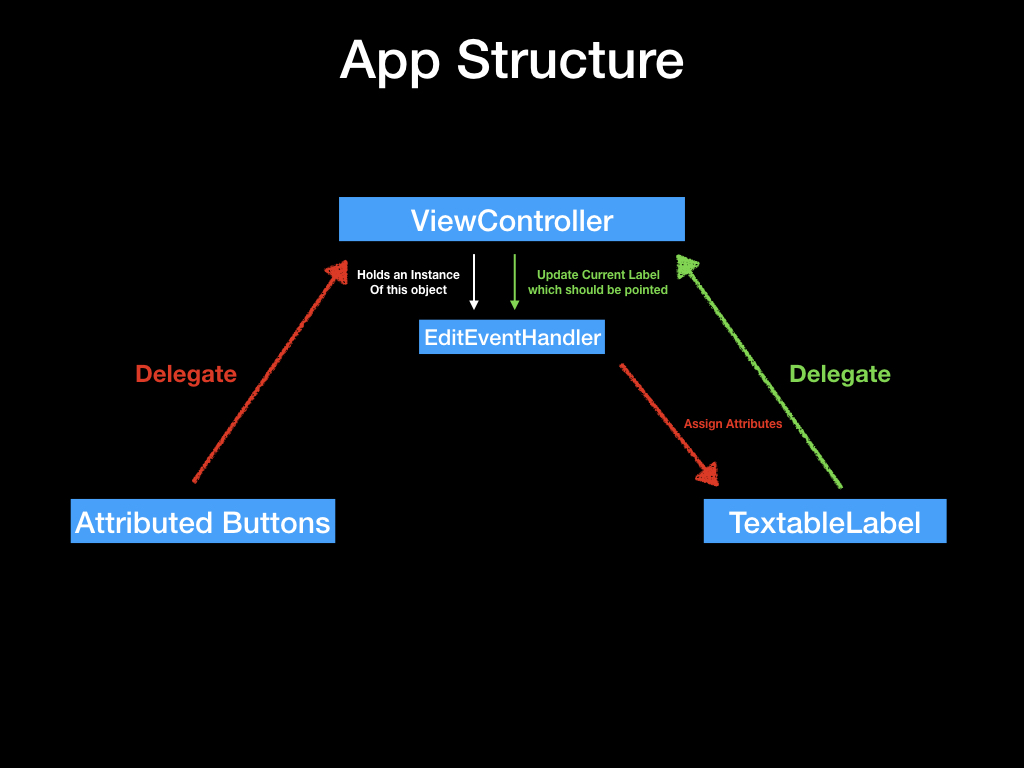 App Structure
ViewController
Holds an Instance
Of this object
Update Current Label
which should be pointed
EditEventHandler
Delegate
Delegate
Assign Attributes
Attributed Buttons
TextableLabel